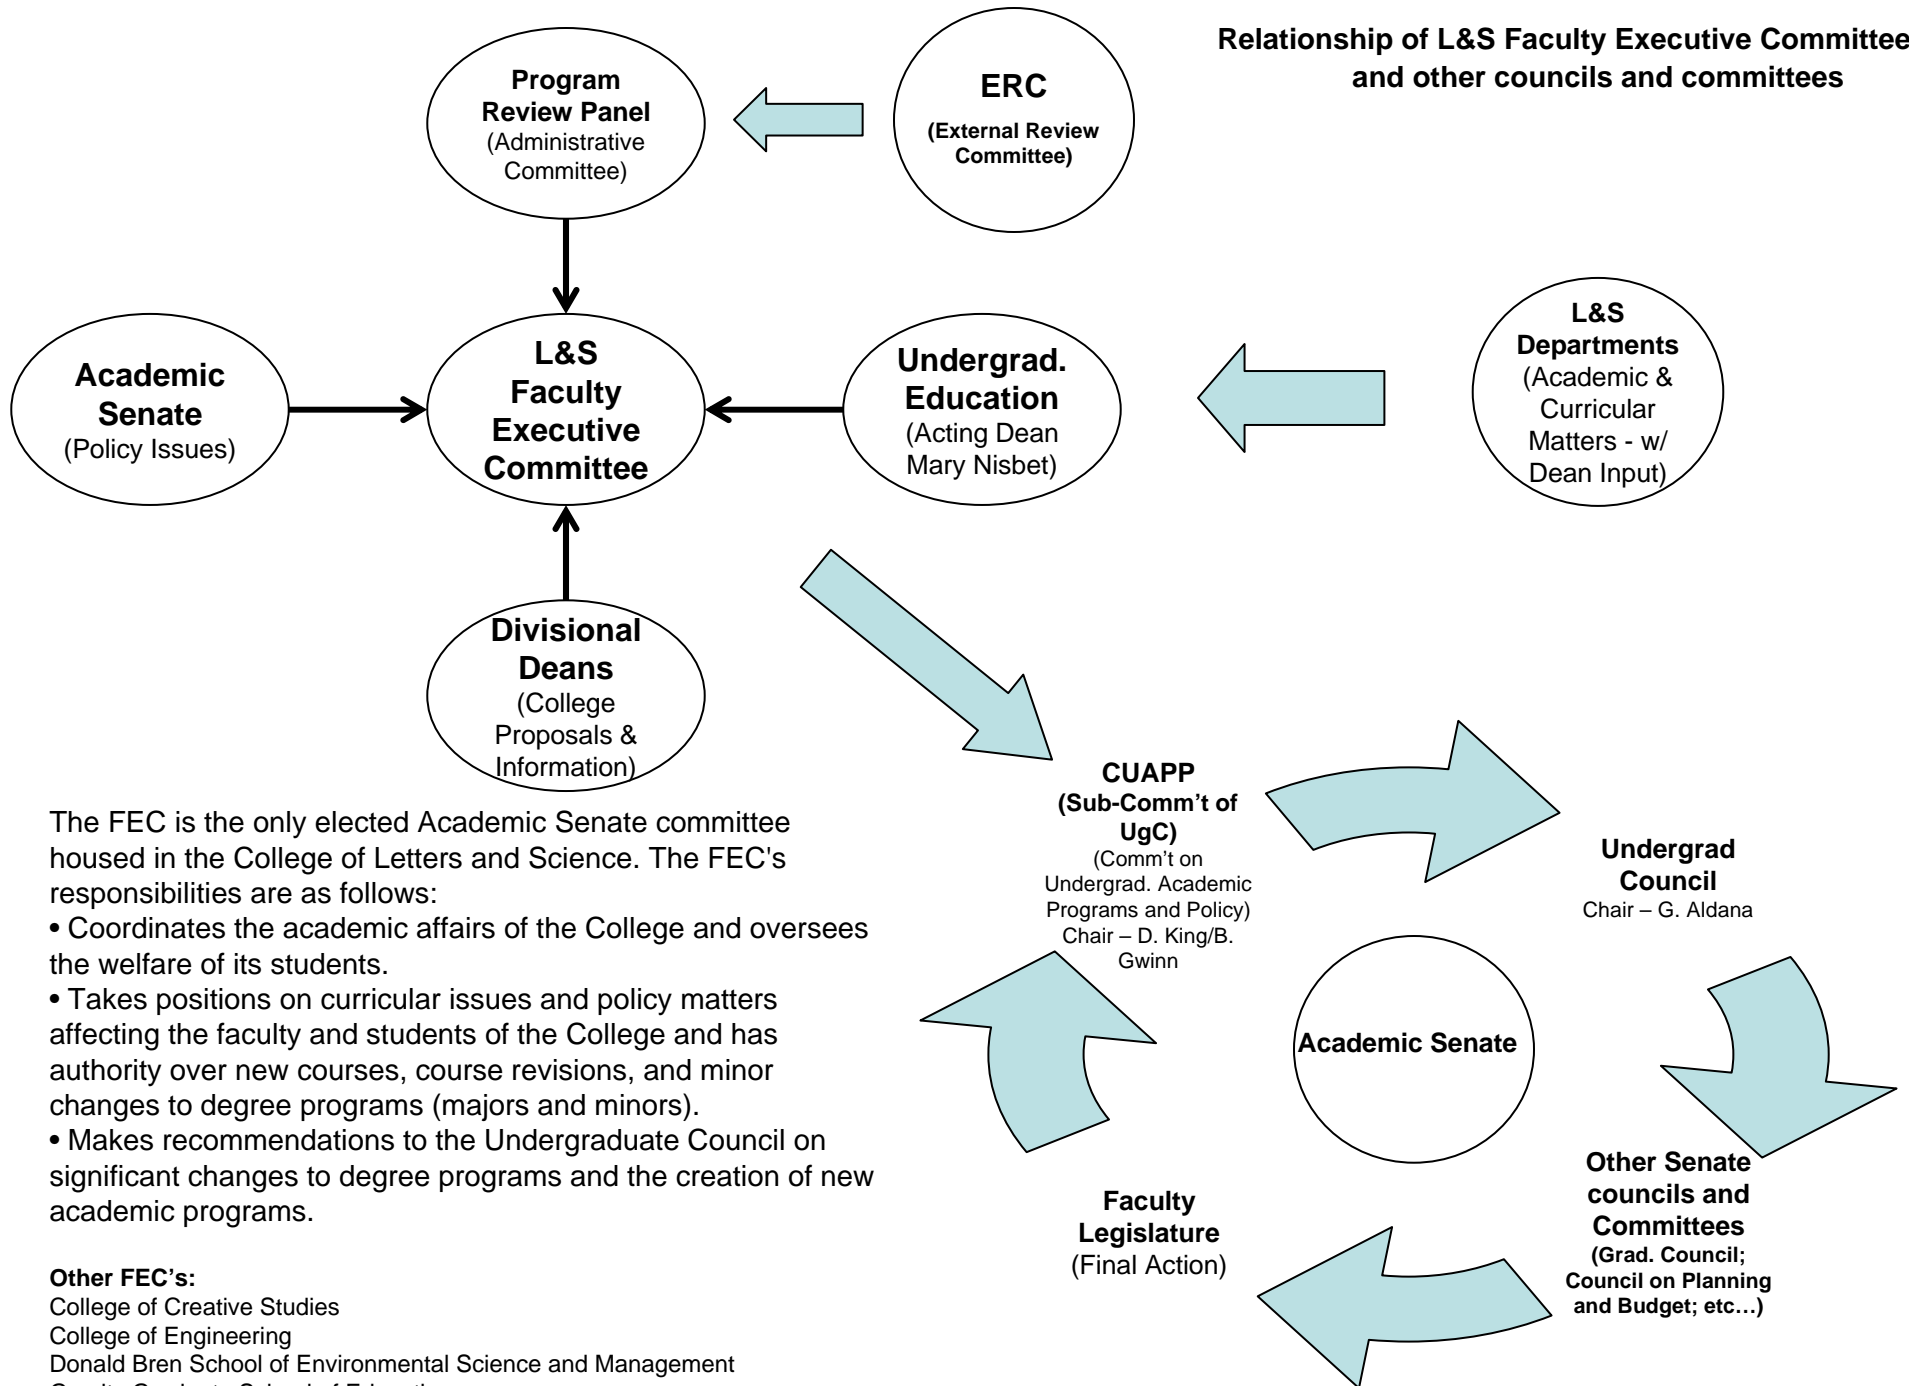 Relationship of L&S Faculty Executive Committee
and other councils and committees
Program
Review Panel
(Administrative
Committee)
ERC
(External Review
Committee)
Academic
Senate
(Policy Issues)
L&S
Faculty
Executive
Committee
Undergrad.
Education
(Acting Dean
Mary Nisbet)
L&S
Departments
(Academic &
Curricular
Matters - w/
Dean Input)
Divisional
Deans
(College
Proposals &
Information)
CUAPP
(Sub-Comm’t of
UgC)
(Comm’t on
Undergrad. Academic
Programs and Policy)
Chair – D. King/B.
Gwinn
Undergrad
Council
Chair – G. Aldana
Academic Senate
Other Senate
councils and
Committees
(Grad. Council;
Council on Planning
and Budget; etc…)
Faculty
Legislature
(Final Action)
The FEC is the only elected Academic Senate committee
housed in the College of Letters and Science. The FEC's
responsibilities are as follows:
• Coordinates the academic affairs of the College and oversees
the welfare of its students.
• Takes positions on curricular issues and policy matters
affecting the faculty and students of the College and has
authority over new courses, course revisions, and minor
changes to degree programs (majors and minors).
• Makes recommendations to the Undergraduate Council on
significant changes to degree programs and the creation of new
academic programs.
Other FEC’s:
College of Creative Studies
College of Engineering
Donald Bren School of Environmental Science and Management